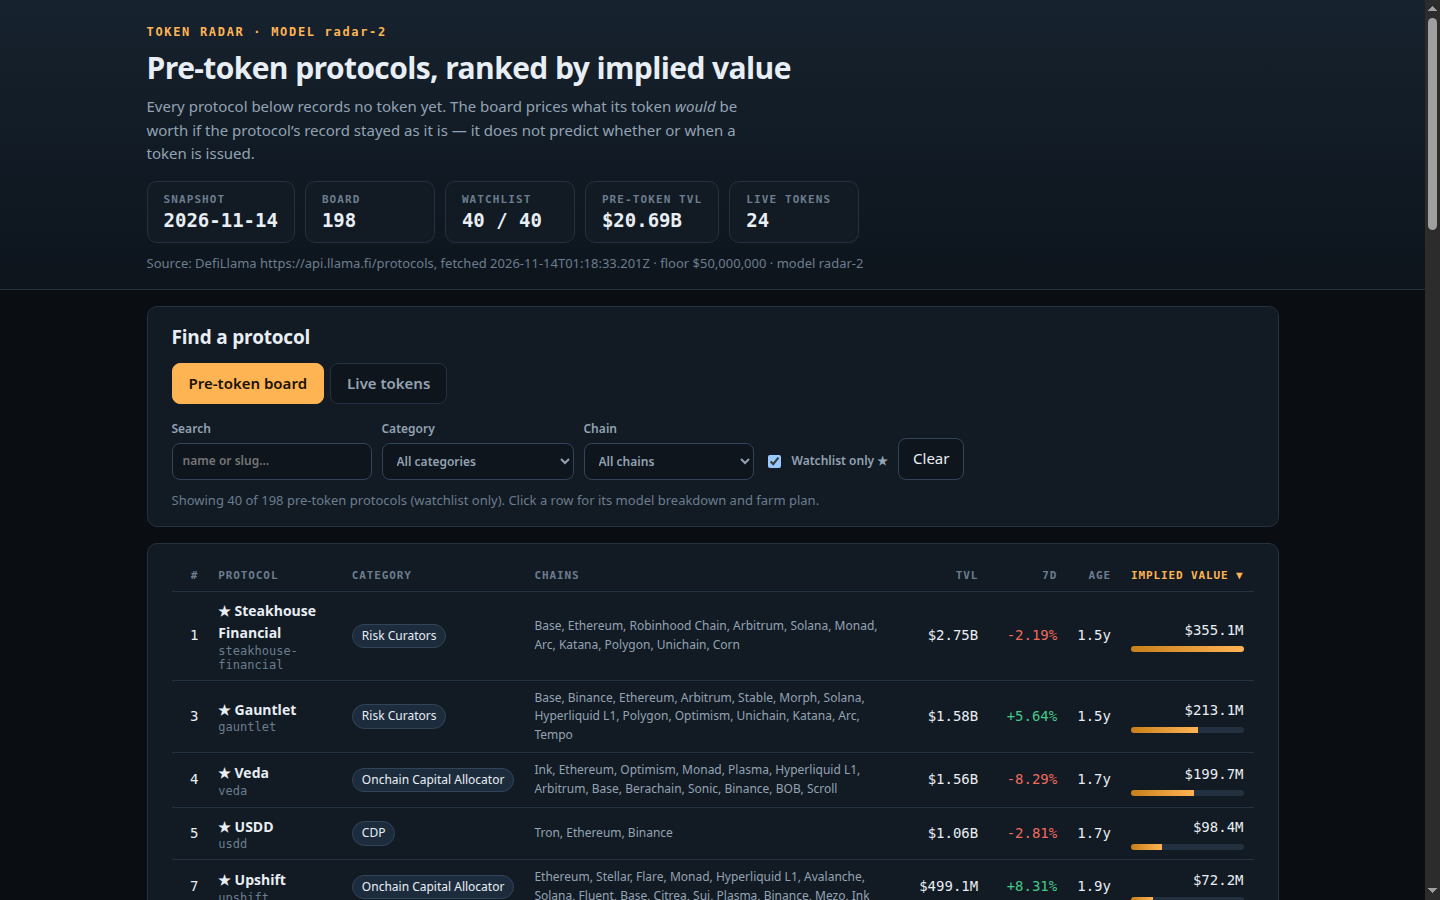 TOKEN RADAR · MODEL radar-2
Pre-token protocols, ranked by implied value
Every protocol below records no token yet. The board prices what its token would be
worth if the protocol’s record stayed as it is — it does not predict whether or when a
token is issued.
SNAPSHOT BOARD WATCHLIST PRE-TOKEN TVL LIVE TOKENS
2026-11-14 198 40 / 40 $20.69B 24
Source: DefiLlama https://api.llama.fi/protocols, fetched 2026-11-14T01:18:33.201Z · floor $50,000,000 · model radar-2
Find a protocol
Pre-token board Live tokens
Search Category Chain
name or slug... All categories All chains Watchlist only ★ Clear
Showing 40 of 198 pre-token protocols (watchlist only). Click a row for its model breakdown and farm plan.
# PROTOCOL CATEGORY CHAINS TVL 7D AGE IMPLIED VALUE ▼
1 ★ Steakhouse Financial steakhouse-financial Risk Curators Base, Ethereum, Robinhood Chain, Arbitrum, Solana, Monad, Arc, Katana, Polygon, Unichain, Corn $2.75B -2.19% 1.5y $355.1M
3 ★ Gauntlet gauntlet Risk Curators Base, Binance, Ethereum, Arbitrum, Stable, Morph, Solana, Hyperliquid L1, Polygon, Optimism, Unichain, Katana, Arc, Tempo $1.58B +5.64% 1.5y $213.1M
4 ★ Veda veda Onchain Capital Allocator Ink, Ethereum, Optimism, Monad, Plasma, Hyperliquid L1, Arbitrum, Base, Berachain, Sonic, Binance, BOB, Scroll $1.56B -8.29% 1.7y $199.7M
5 ★ USDD usdd CDP Tron, Ethereum, Binance $1.06B -2.81% 1.7y $98.4M
7 ★ Upshift upshift Onchain Capital Allocator Ethereum, Stellar, Flare, Monad, Hyperliquid L1, Avalanche, Solana, Fluent, Base, Citrea, Sui, Plasma, Binance, Mezo, Ink $499.1M +8.31% 1.9y $72.2M